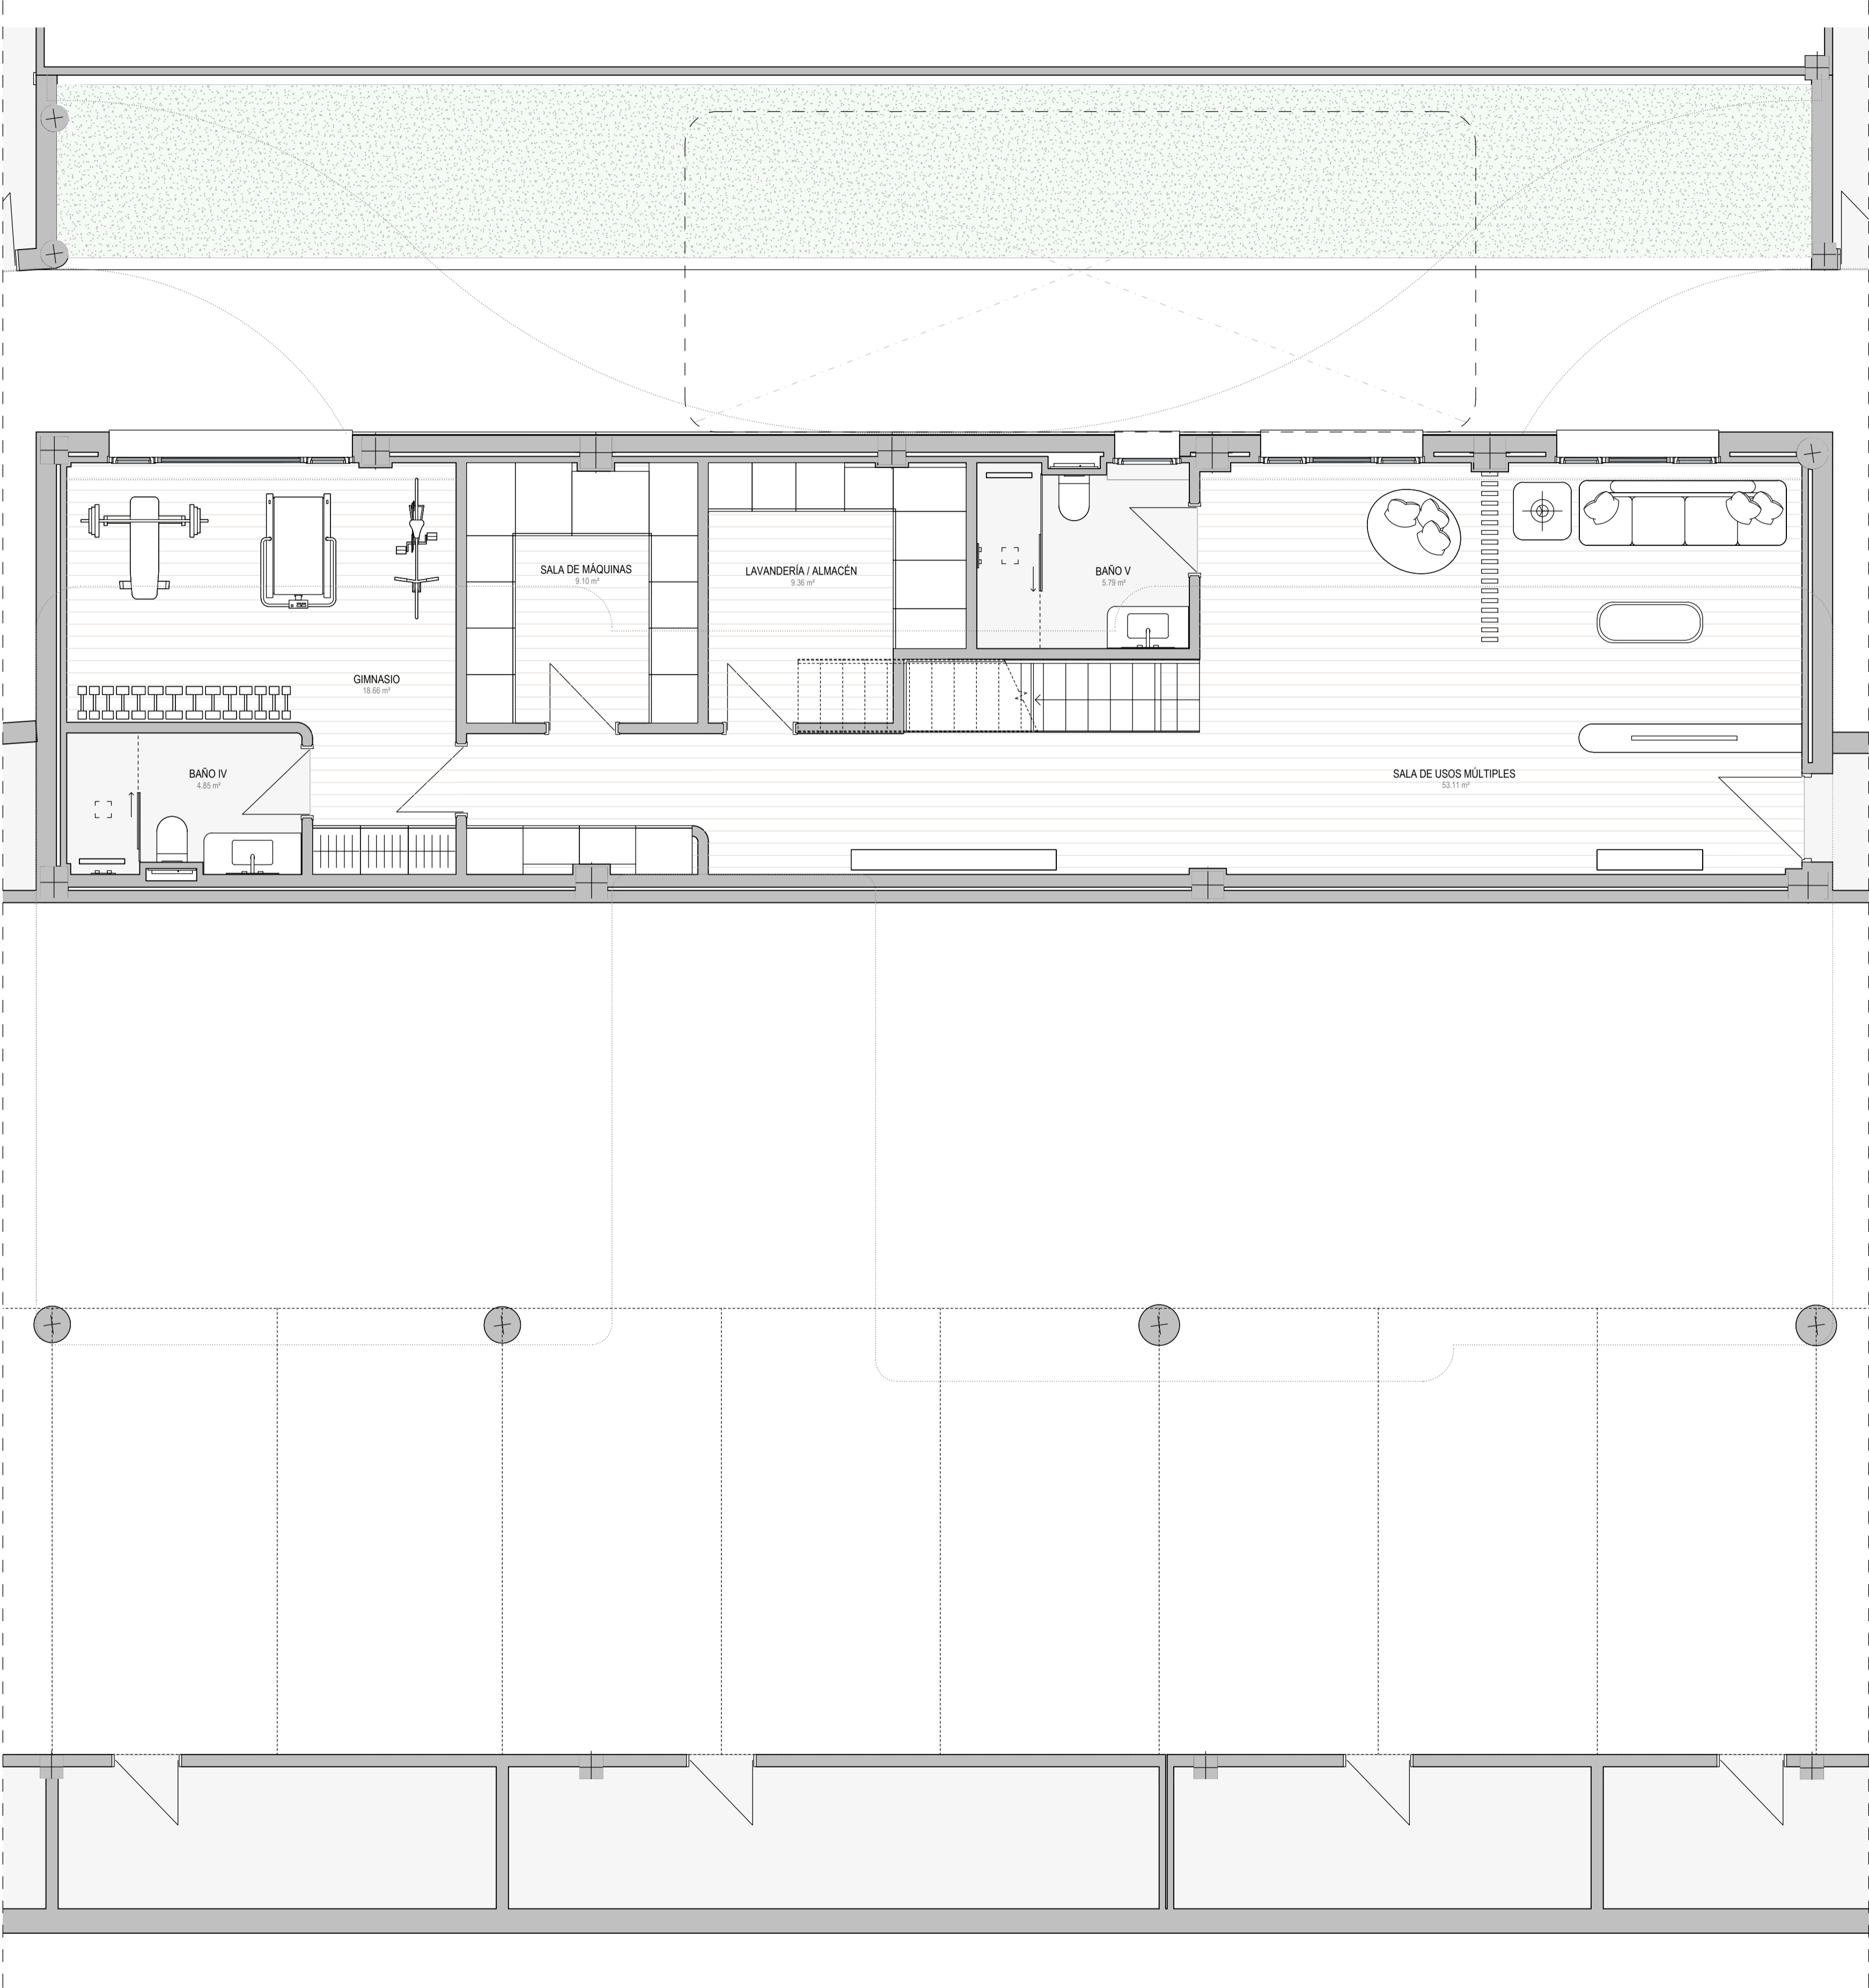 SALA DE MÁQUINAS
9.10 m²
LAVANDERÍA / ALMACÉN
9.36 m²
BAÑO V
5.79 m²
GIMNASIO
18.66 m²
BAÑO IV
4.85 m²
SALA DE USOS MÚLTIPLES
53.11 m²